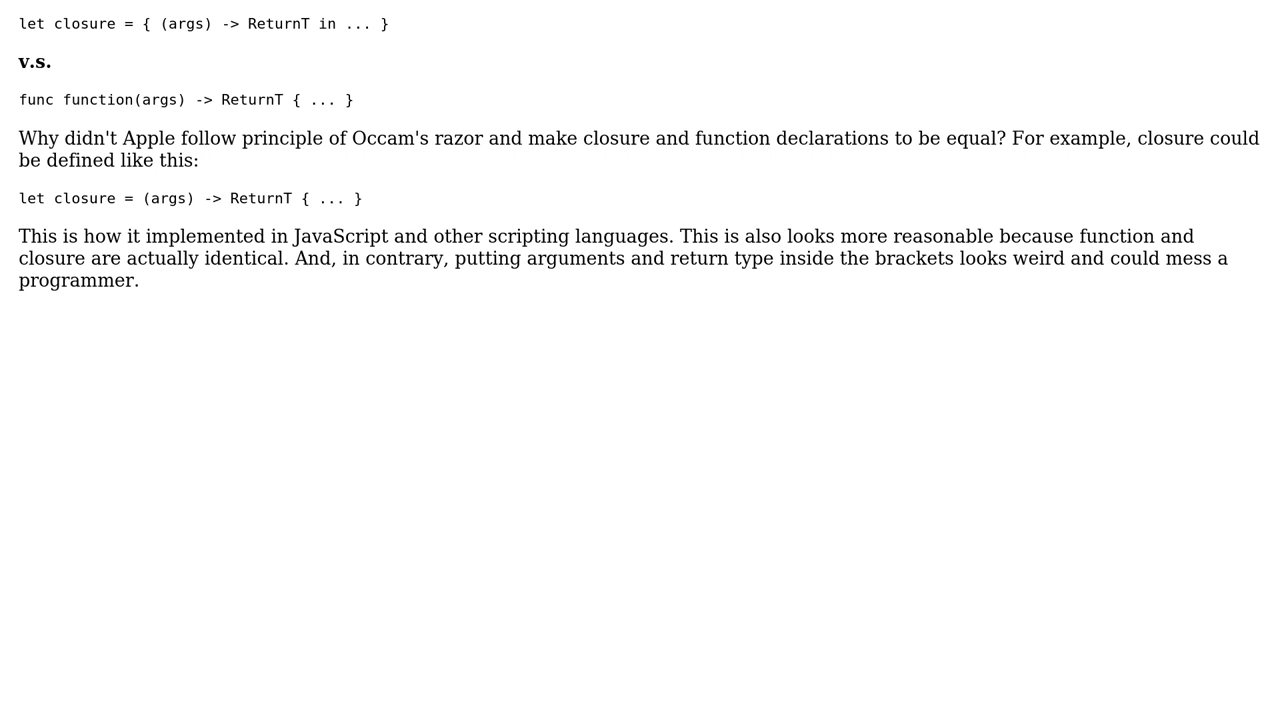 let closure = { (args) -> ReturnT in ... }
v.s.
func function(args) -> ReturnT { ... }
Why didn't Apple follow principle of Occam's razor and make closure and function declarations to be equal? For example, closure could
be defined like this:
let closure = (args) -> ReturnT { ... }
This is how it implemented in JavaScript and other scripting languages. This is also looks more reasonable because function and
closure are actually identical. And, in contrary, putting arguments and return type inside the brackets looks weird and could mess a
programmer.